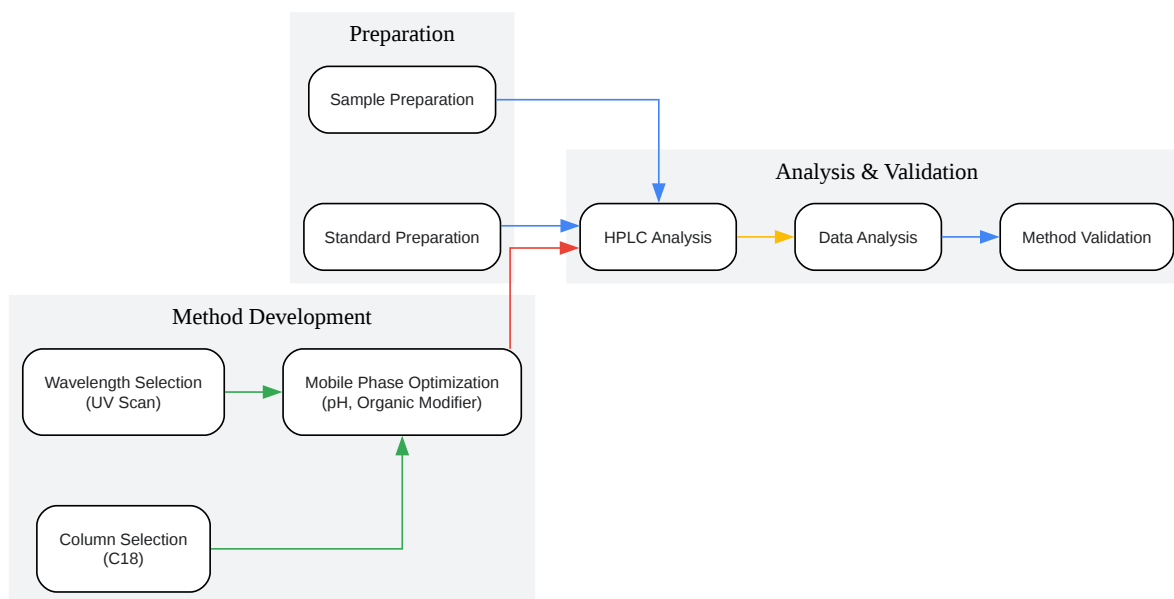 Preparation
Sample Preparation
Standard Preparation
Analysis & Validation
HPLC Analysis
Data Analysis
Method Validation
Method Development
Wavelength Selection
(UV Scan)
Mobile Phase Optimization
(pH, Organic Modifier)
Column Selection
(C18)